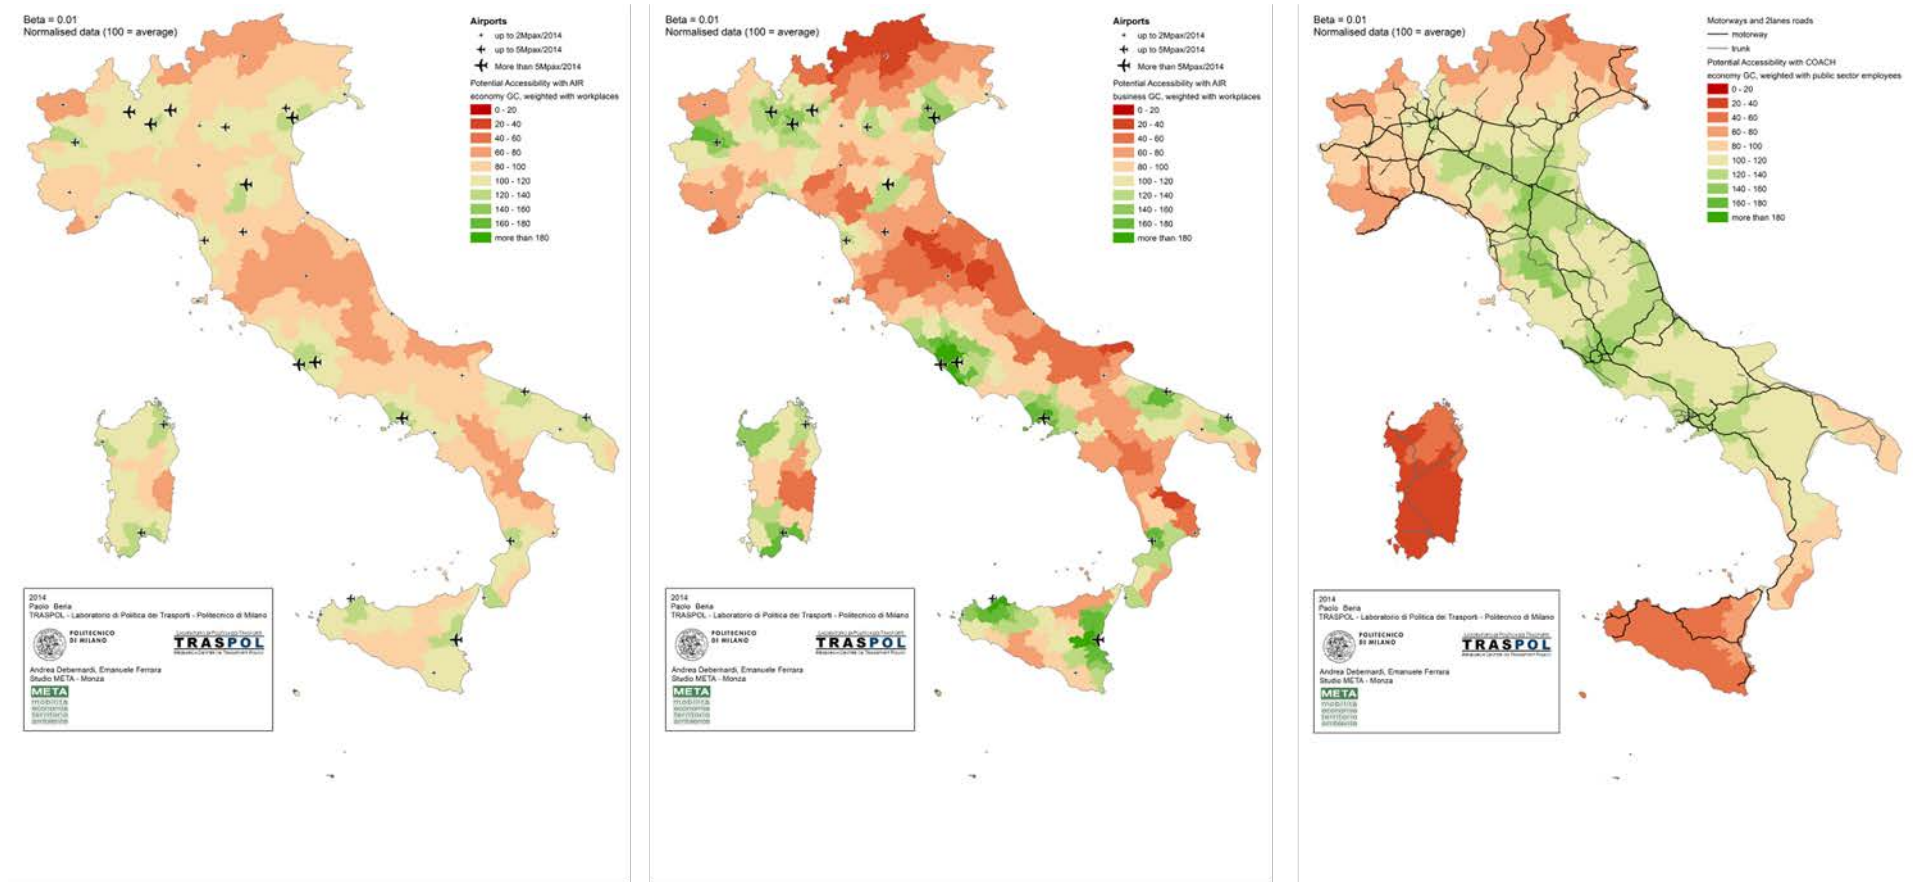 Beta = 0.01
Normalised data (100 = average)
Airports
up to 2Mpax/2014
up to 5Mpax/2014
More than 5Mpax/2014
Potential Accessibility with AIR
economy GC, weighted with workplaces
0 - 20
20 - 40
40 - 60
60 - 80
80 - 100
100 - 120
120 - 140
140 - 160
160 - 180
more than 180
2014
Paolo Beria
TRASPOL - Laboratorio di Politica dei Trasporti - Politecnico di Milano
POLITECNICO
DI MILANO
TRASPOL
Andrea Debernardi, Emanuele Ferrara
Studio META - Monza
META
mobilità
economia
territorio
ambiente
Beta = 0.01
Normalised data (100 = average)
Airports
up to 2Mpax/2014
up to 5Mpax/2014
More than 5Mpax/2014
Potential Accessibility with AIR
business GC, weighted with workplaces
0 - 20
20 - 40
40 - 60
60 - 80
80 - 100
100 - 120
120 - 140
140 - 160
160 - 180
more than 180
2014
Paolo Beria
TRASPOL - Laboratorio di Politica dei Trasporti - Politecnico di Milano
POLITECNICO
DI MILANO
TRASPOL
Andrea Debernardi, Emanuele Ferrara
Studio META - Monza
META
mobilità
economia
territorio
ambiente
Beta = 0.01
Normalised data (100 = average)
Motorways and 2lanes roads
motorway
trunk
Potential Accessibility with COACH
economy GC, weighted with public sector employees
0 - 20
20 - 40
40 - 60
60 - 80
80 - 100
100 - 120
120 - 140
140 - 160
160 - 180
more than 180
2014
Paolo Beria
TRASPOL - Laboratorio di Politica dei Trasporti - Politecnico di Milano
POLITECNICO
DI MILANO
TRASPOL
Andrea Debernardi, Emanuele Ferrara
Studio META - Monza
META
mobilità
economia
territorio
ambiente